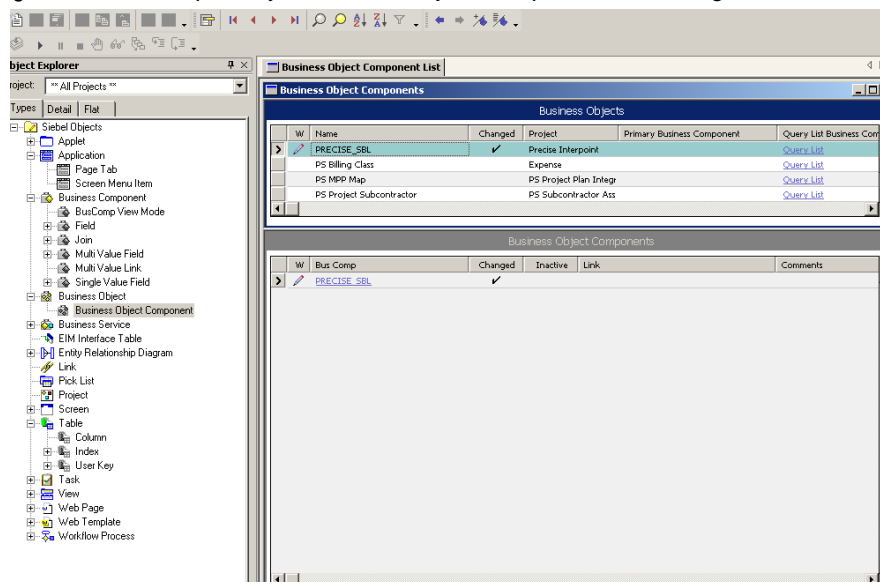 Object Explorer
Project: ** All Projects **
Types Detail Flat
Siebel Objects
Applet
Application
Page Tab
Screen Menu Item
Business Component
BusComp View Mode
Field
Join
Multi Value Field
Multi Value Link
Single Value Field
Business Object
Business Object Component
Business Service
EIM Interface Table
Entity Relationship Diagram
Link
Pick List
Project
Screen
Table
Column
Index
User Key
Task
View
Web Page
Web Template
Workflow Process
Business Object Component List
Business Object Components
Business Objects
W Name Changed Project Primary Business Component Query List Business Com
PRECISE_SBL ✓ Precise Interpoint Query List
PS Billing Class Expense Query List
PS MPP Map PS Project Plan Integr Query List
PS Project Subcontractor PS Subcontractor Ass Query List
Business Object Components
W Bus Comp Changed Inactive Link Comments
PRECISE_SBL ✓